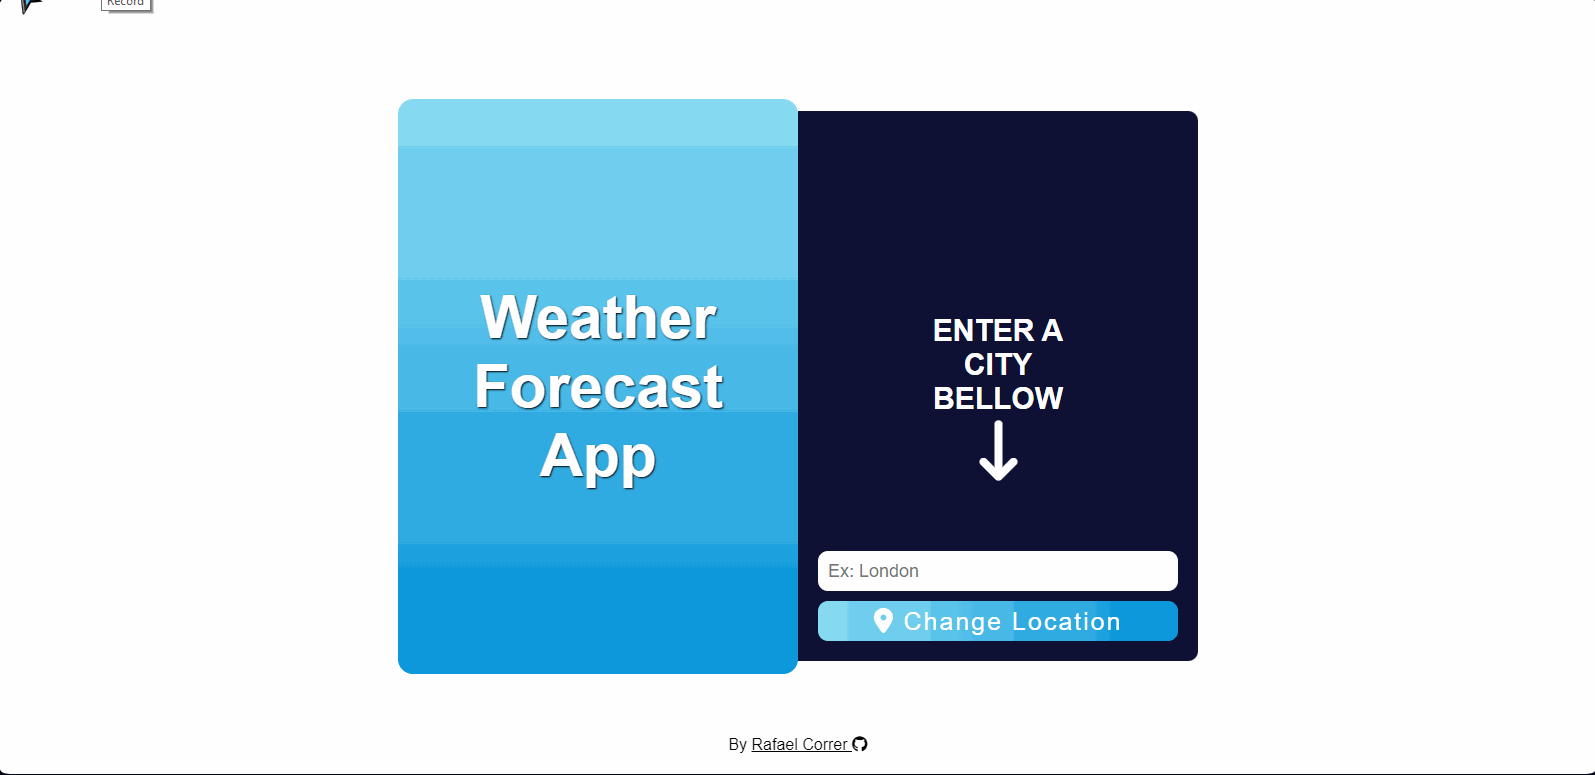 Record
Weather
Forecast
App
ENTER A
CITY
BELLOW
Ex: London
Change Location
By Rafael Correr